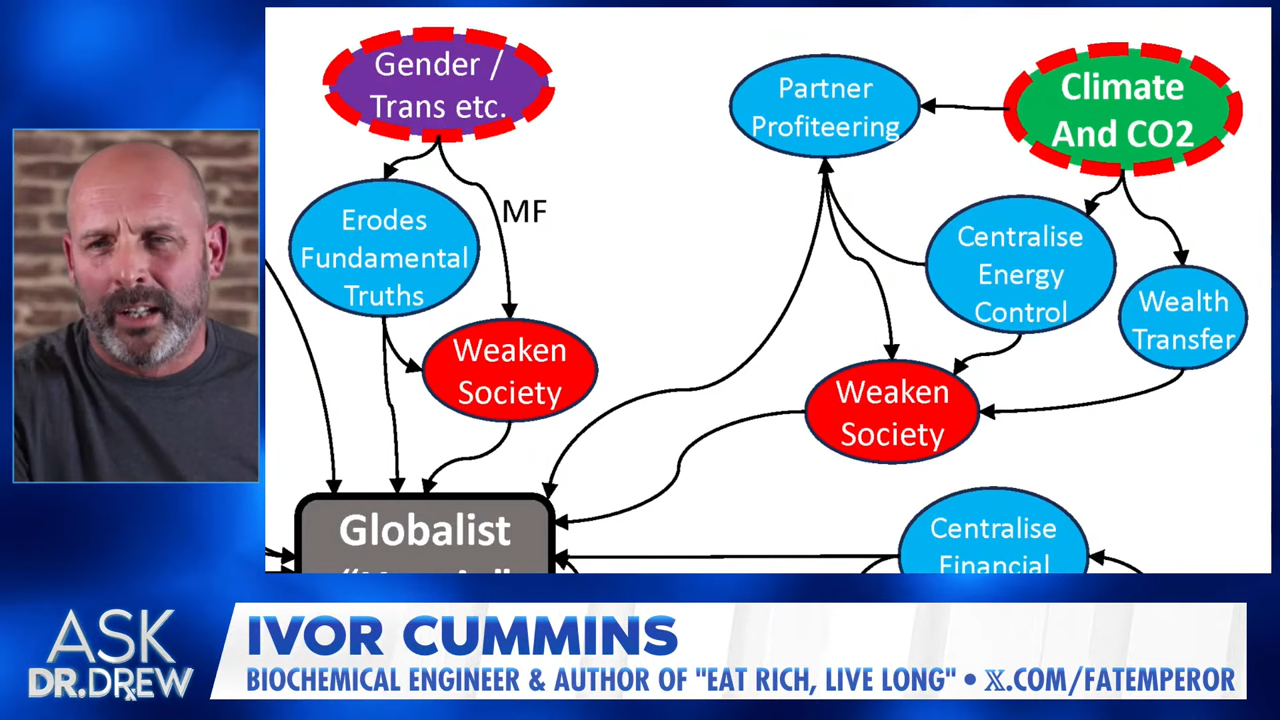 Gender /
Trans etc.
Partner
Profiteering
Climate
And CO2
Erodes
Fundamental
Truths
MF
Centralise
Energy
Control
Wealth
Transfer
Weaken
Society
Weaken
Society
Globalist
Centralise
Financial
ASK
DR.DREW
IVOR CUMMINS
BIOCHEMICAL ENGINEER & AUTHOR OF "EAT RICH, LIVE LONG" • 𝕏.COM/FATEMPEROR